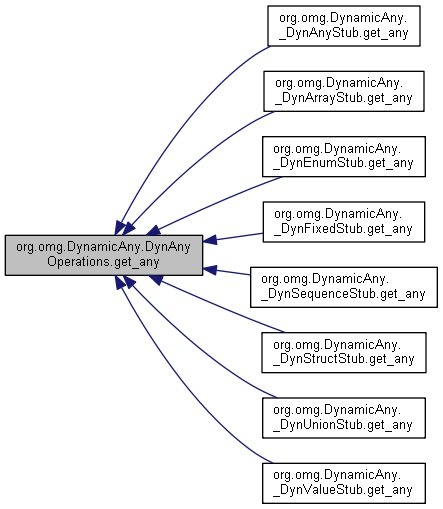 org.omg.DynamicAny.
_DynAnyStub.get_any
org.omg.DynamicAny.
_DynArrayStub.get_any
org.omg.DynamicAny.
_DynEnumStub.get_any
org.omg.DynamicAny.
_DynFixedStub.get_any
org.omg.DynamicAny.DynAny
Operations.get_any
org.omg.DynamicAny.
_DynSequenceStub.get_any
org.omg.DynamicAny.
_DynStructStub.get_any
org.omg.DynamicAny.
_DynUnionStub.get_any
org.omg.DynamicAny.
_DynValueStub.get_any